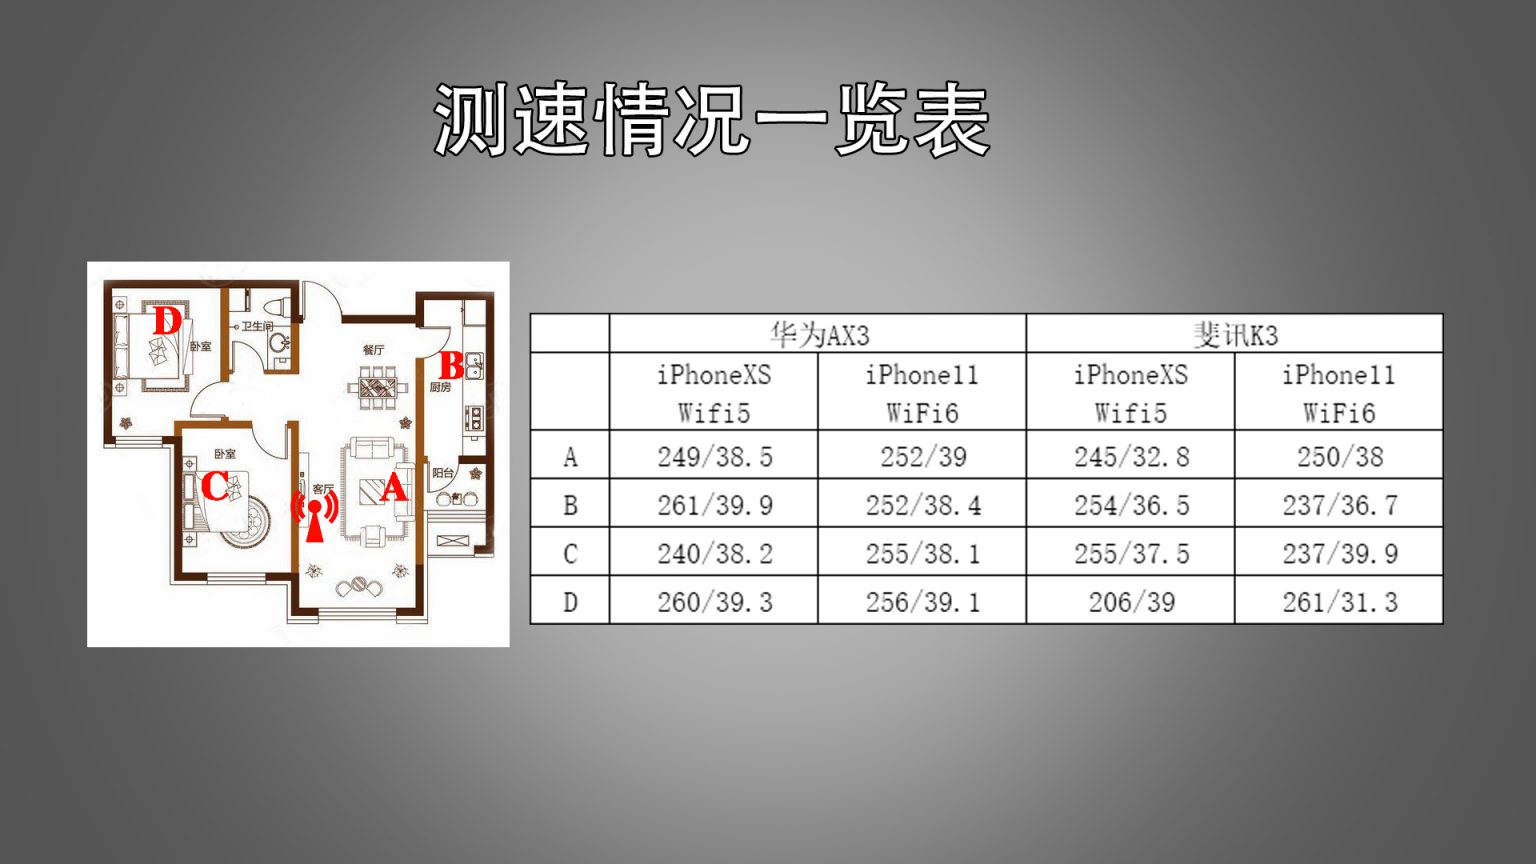 测速情况一览表
D
卧室
卫生间
餐厅
B
厨房
卧室
C
客厅
A
阳台
华为AX3 斐讯K3
iPhoneXS iPhone11 iPhoneXS iPhone11
Wifi5 WiFi6 Wifi5 WiFi6
A 249/38.5 252/39 245/32.8 250/38
B 261/39.9 252/38.4 254/36.5 237/36.7
C 240/38.2 255/38.1 255/37.5 237/39.9
D 260/39.3 256/39.1 206/39 261/31.3